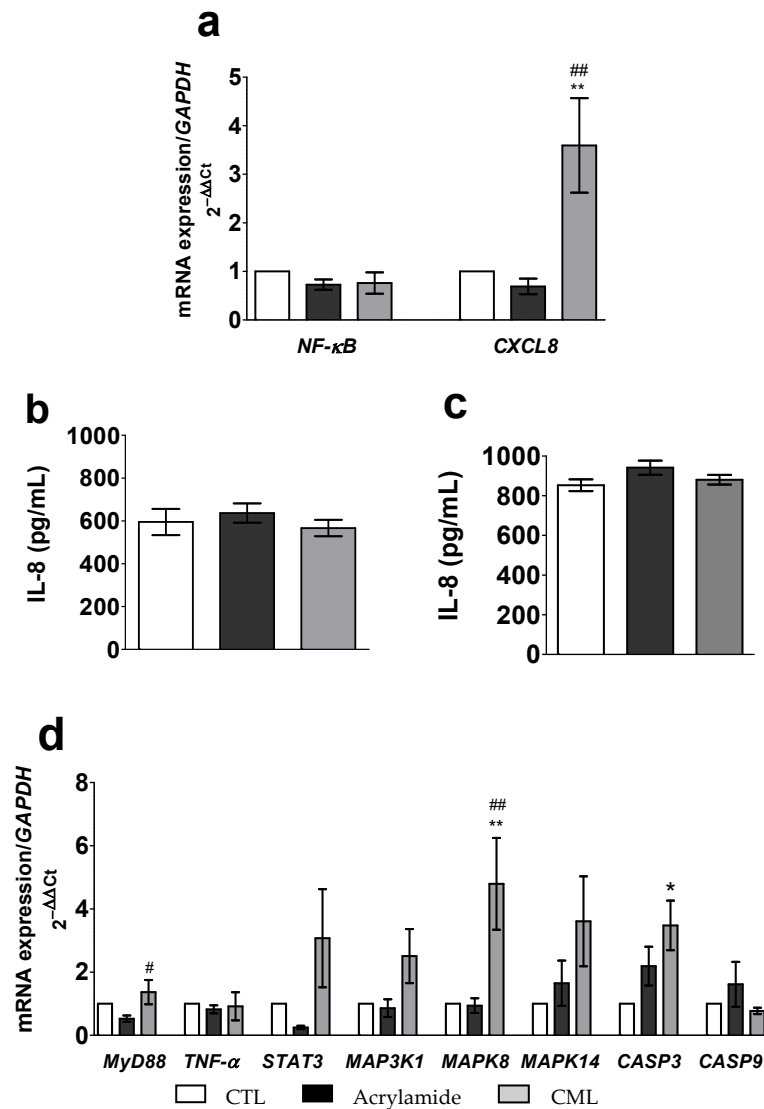 a
mRNA expression/GAPDH
2−ΔΔCt
5
4
3
2
1
0
##
**
NF-κB CXCL8
b
IL-8 (pg/mL)
1000
800
600
400
200
0
c
IL-8 (pg/mL)
1000
800
600
400
200
0
d
mRNA expression/GAPDH
2−ΔΔCt
8
6
4
2
0
#
##
**
*
MyD88 TNF-α STAT3 MAP3K1 MAPK8 MAPK14 CASP3 CASP9
CTL Acrylamide CML